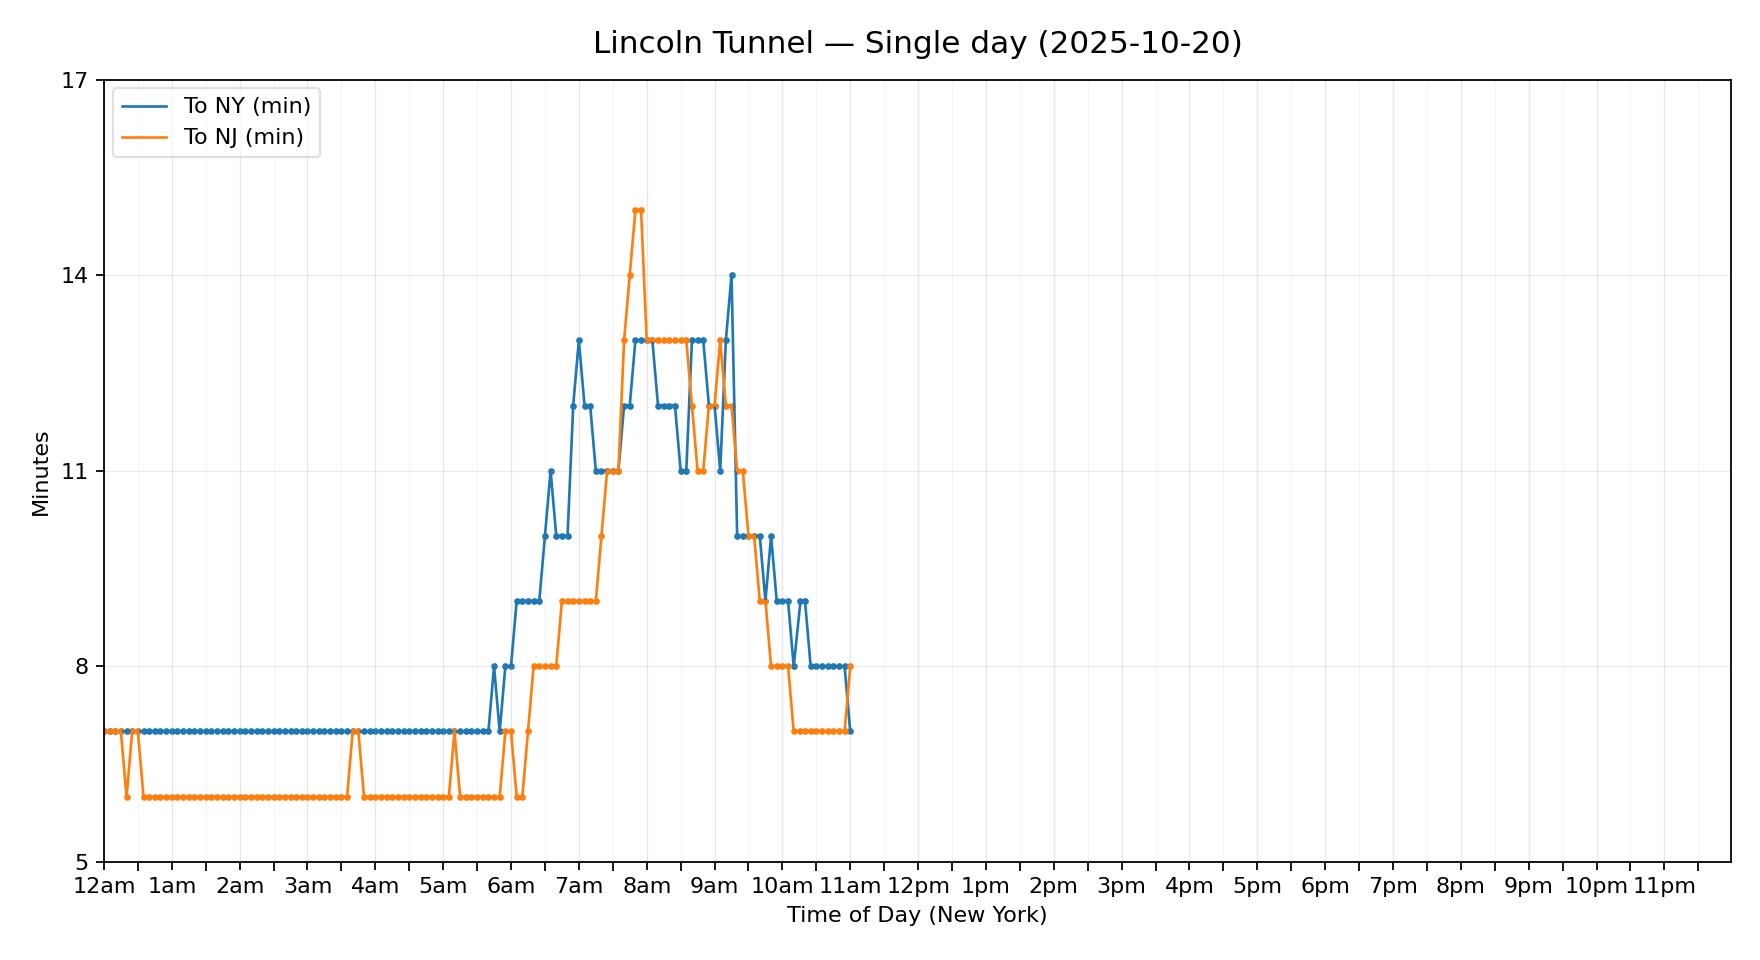 Lincoln Tunnel — Single day (2025-10-20)
17
To NY (min)
To NJ (min)
14
11
8
5
Minutes
12am 1am 2am 3am 4am 5am 6am 7am 8am 9am 10am 11am 12pm 1pm 2pm 3pm 4pm 5pm 6pm 7pm 8pm 9pm 10pm 11pm
Time of Day (New York)